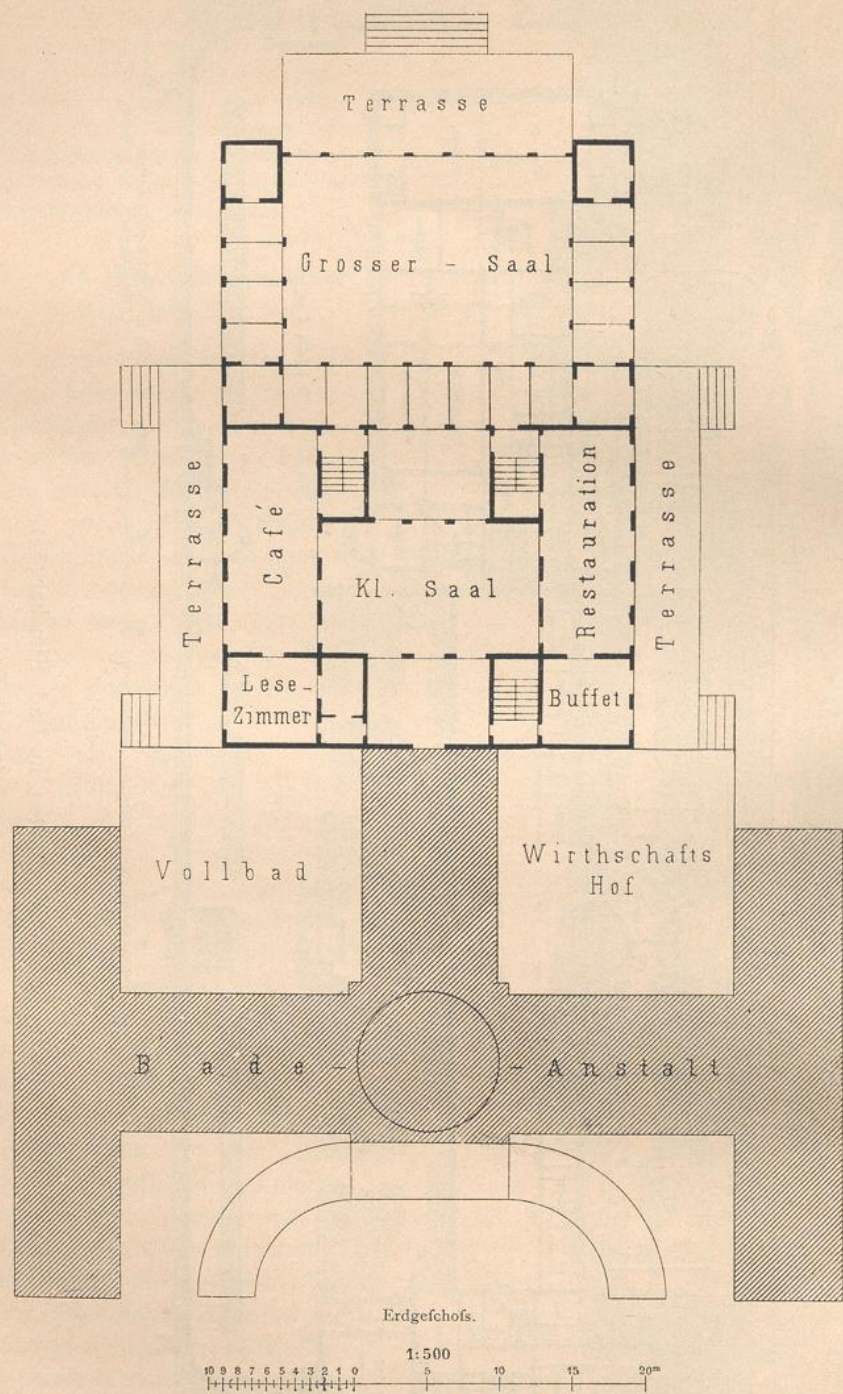 Terrasse
Grosser - Saal
Terrasse
Café
Kl. Saal
Restauration
Terrasse
Lese-
Zimmer
Buffet
Vollbad
Wirthschafts
Hof
Bade-
-Anstalt
Erdgeſchoſs.
1:500
10 9 8 7 6 5 4 3 2 1 0 5 10 15 20m